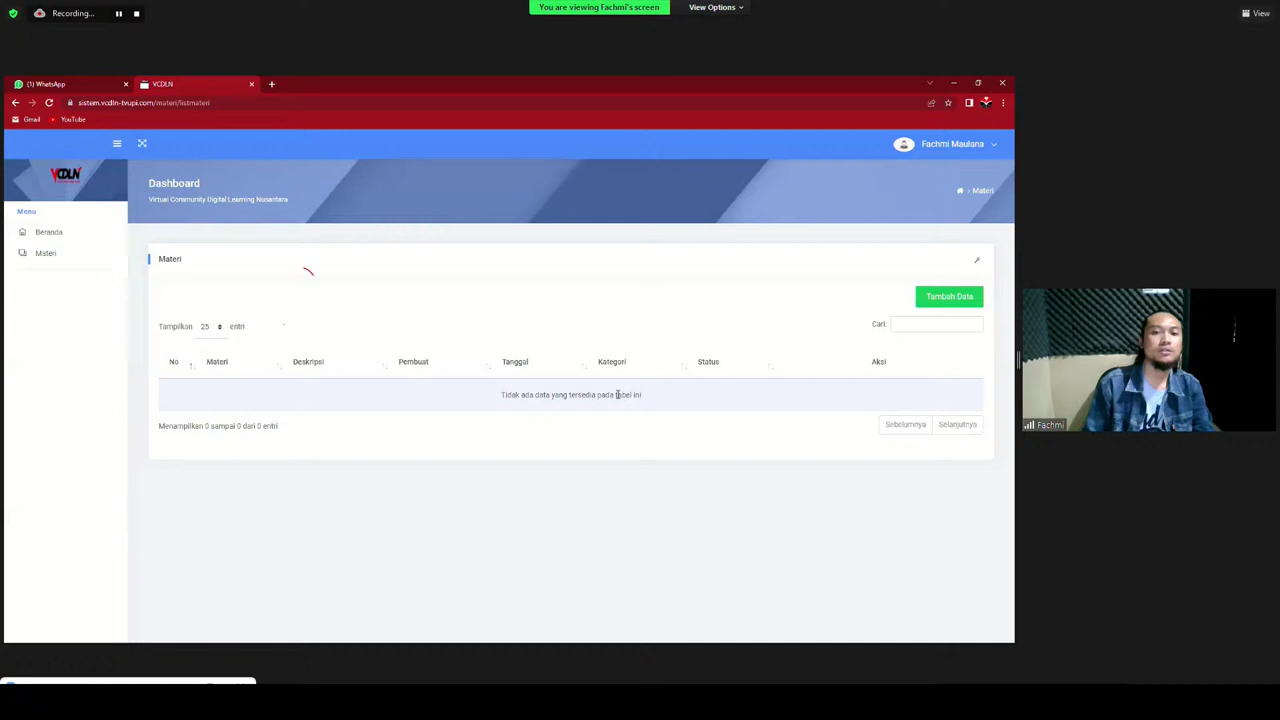 Recording...
You are viewing Fachmi's screen
View Options
View
(1) WhatsApp
VCDLN
sistem.vcdln-tvupi.com/materi/listmateri
Gmail
YouTube
Fachmi Maulana
VCDLN
Dashboard
Virtual Community Digital Learning Nusantara
> Materi
Menu
Beranda
Materi
Materi
Tambah Data
Tampilkan 25 entri
Cari:
No Materi Deskripsi Pembuat Tanggal Kategori Status Aksi
Tidak ada data yang tersedia pada tabel ini
Menampilkan 0 sampai 0 dari 0 entri
Sebelumnya Selanjutnya
Fachmi